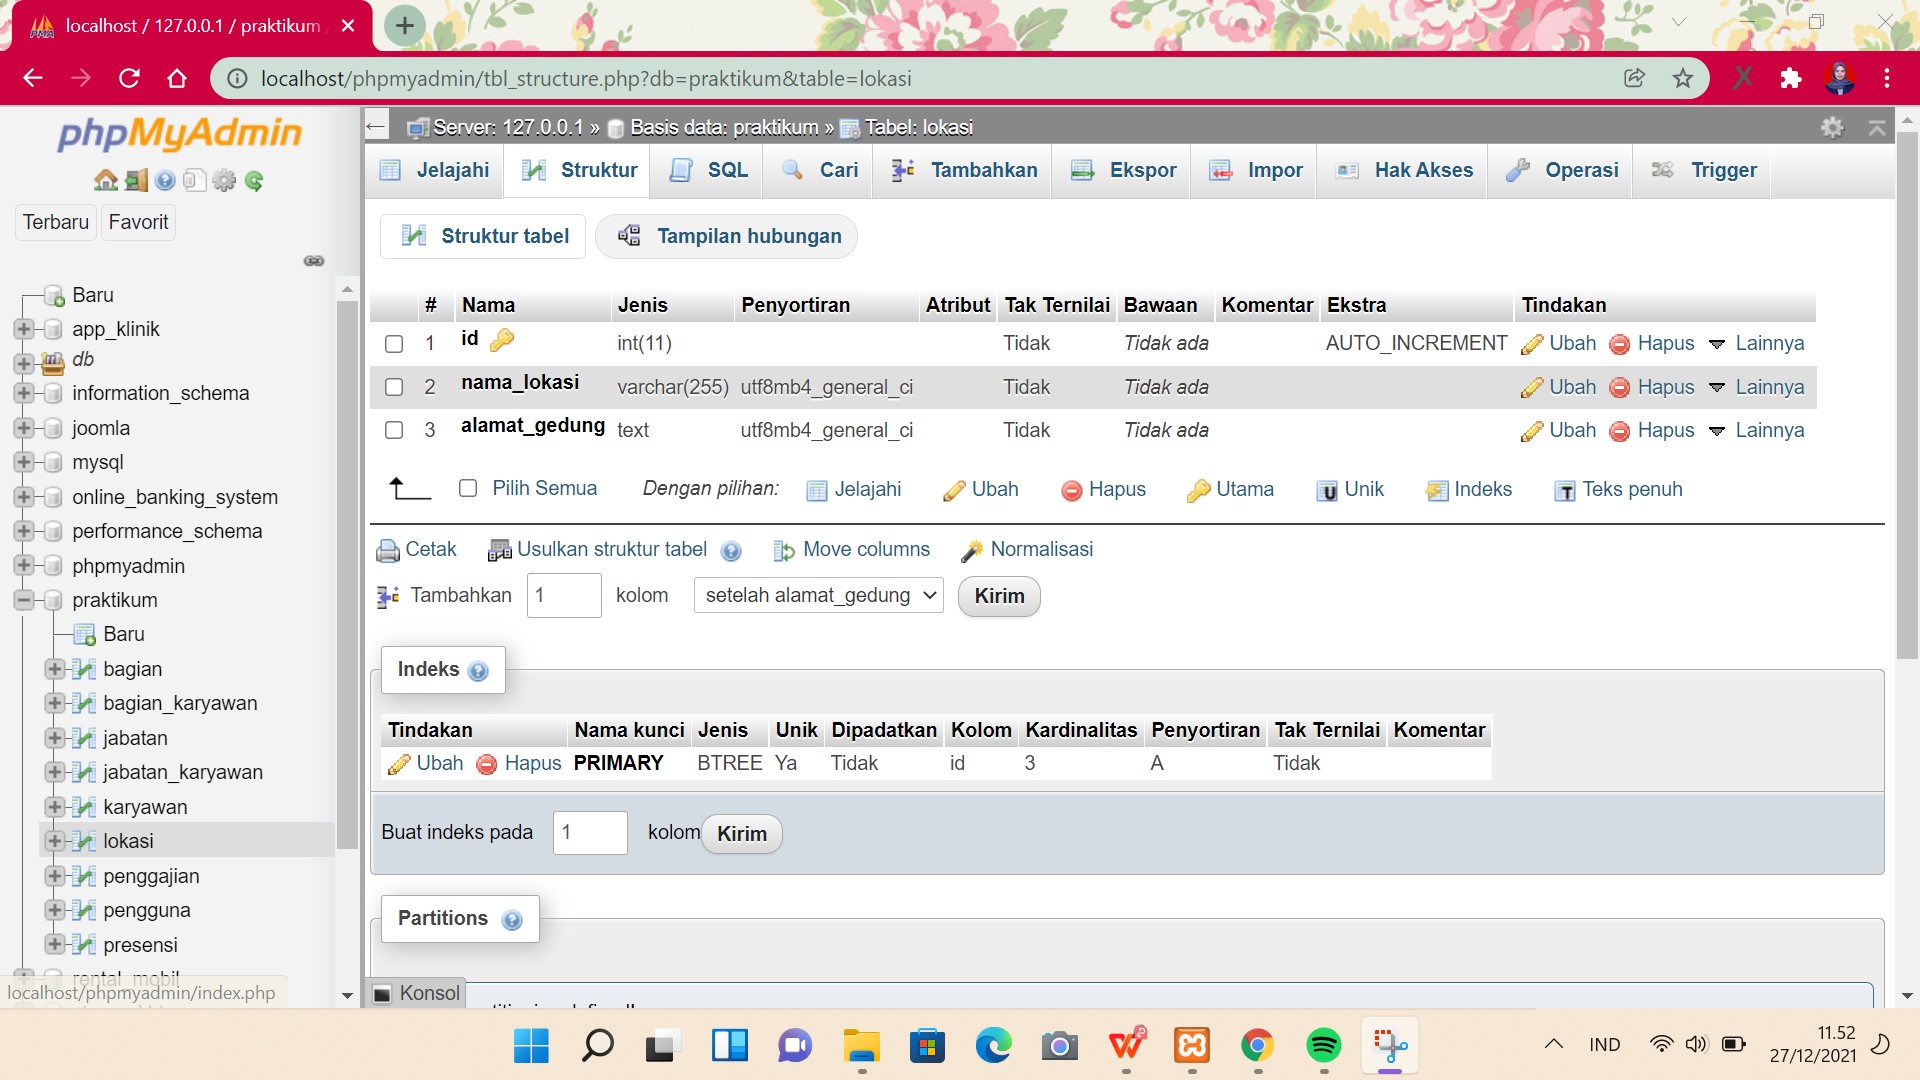 localhost / 127.0.0.1 / praktikum
localhost/phpmyadmin/tbl_structure.php?db=praktikum&table=lokasi
phpMyAdmin
Terbaru Favorit
Baru
app_klinik
db
information_schema
joomla
mysql
online_banking_system
performance_schema
phpmyadmin
praktikum
Baru
bagian
bagian_karyawan
jabatan
jabatan_karyawan
karyawan
lokasi
penggajian
pengguna
presensi
rental_mobil
localhost/phpmyadmin/index.php
Server: 127.0.0.1 » Basis data: praktikum » Tabel: lokasi
Jelajahi Struktur SQL Cari Tambahkan Ekspor Impor Hak Akses Operasi Trigger
Struktur tabel Tampilan hubungan
# Nama Jenis Penyortiran Atribut Tak Ternilai Bawaan Komentar Ekstra Tindakan
1 id int(11) Tidak Tidak ada AUTO_INCREMENT Ubah Hapus Lainnya
2 nama_lokasi varchar(255) utf8mb4_general_ci Tidak Tidak ada Ubah Hapus Lainnya
3 alamat_gedung text utf8mb4_general_ci Tidak Tidak ada Ubah Hapus Lainnya
Pilih Semua Dengan pilihan: Jelajahi Ubah Hapus Utama Unik Indeks Teks penuh
Cetak Usulkan struktur tabel Move columns Normalisasi
Tambahkan 1 kolom setelah alamat_gedung Kirim
Indeks
Tindakan Nama kunci Jenis Unik Dipadatkan Kolom Kardinalitas Penyortiran Tak Ternilai Komentar
Ubah Hapus PRIMARY BTREE Ya Tidak id 3 A Tidak
Buat indeks pada 1 kolom Kirim
Partitions
Konsol
IND
11.52
27/12/2021